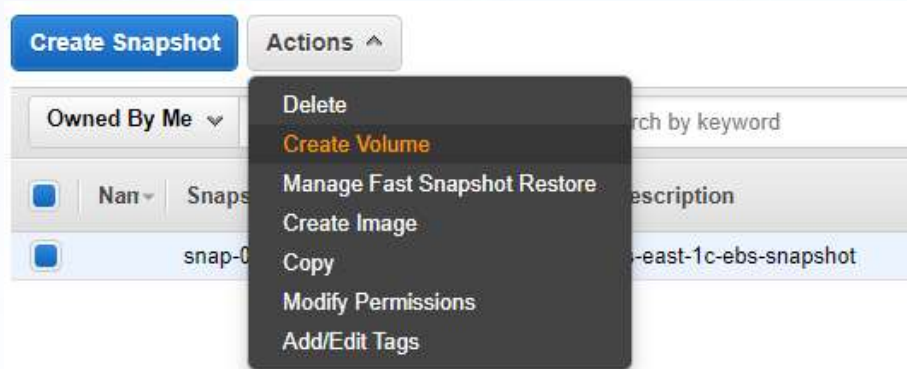 Create Snapshot Actions
Delete
Owned By Me rch by keyword
Create Volume
Manage Fast Snapshot Restore
Nan Snaps escription
Create Image
snap-0 -east-1c-ebs-snapshot
Copy
Modify Permissions
Add/Edit Tags